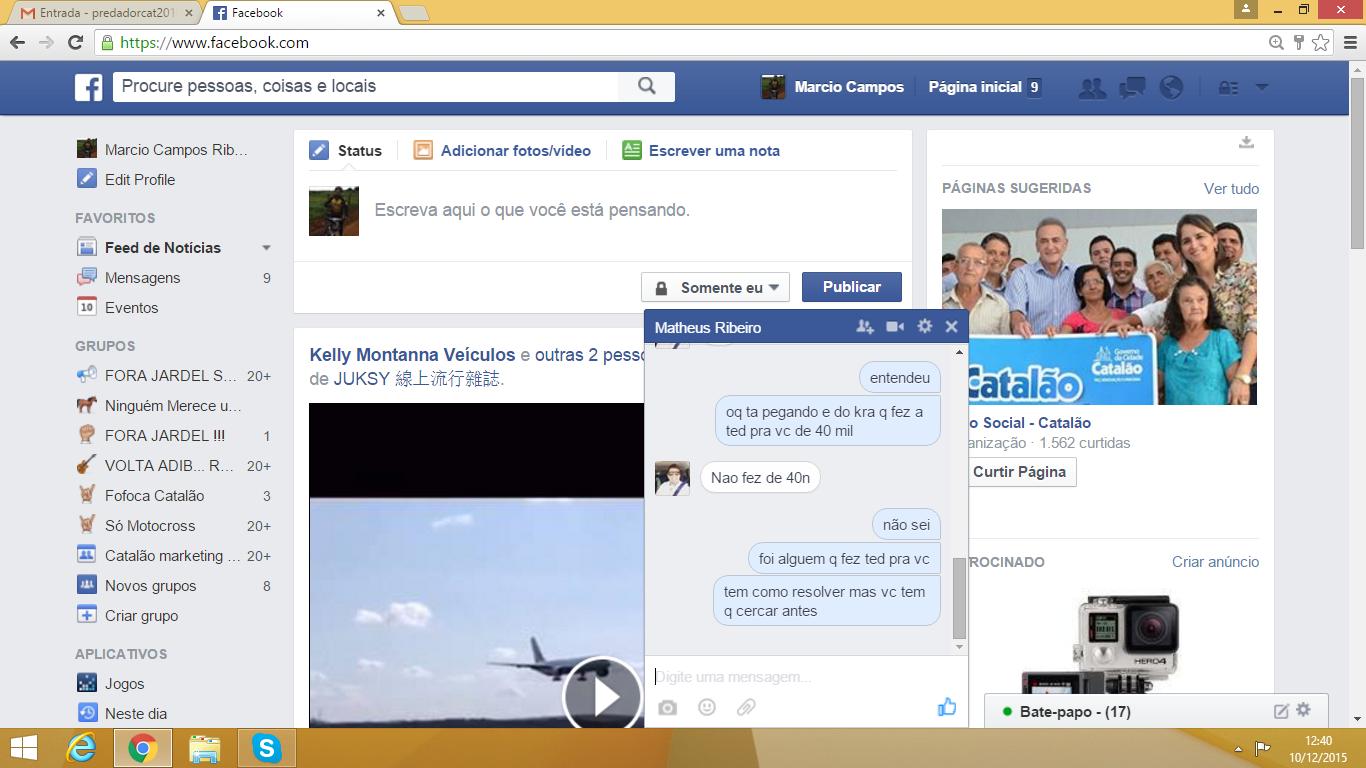 Entrada - predadorcat201
Facebook
https://www.facebook.com
Procure pessoas, coisas e locais
Marcio Campos
Página inicial 9
Marcio Campos Rib...
Edit Profile
FAVORITOS
Feed de Notícias
Mensagens 9
10 Eventos
GRUPOS
FORA JARDEL S... 20+
Ninguém Merece u...
FORA JARDEL !!! 1
VOLTA ADIB... R... 20+
Fofoca Catalão 3
Só Motocross 20+
Catalão marketing ... 20+
Novos grupos 8
Criar grupo
APLICATIVOS
Jogos
Neste dia
Status
Adicionar fotos/vídeo
Escrever uma nota
Escreva aqui o que você está pensando.
Somente eu
Publicar
Kelly Montanna Veículos e outras 2 pesso
de JUKSY 線上流行雜誌.
Matheus Ribeiro
entendeu
oq ta pegando e do kra q fez a
ted pra vc de 40 mil
Nao fez de 40n
não sei
foi alguem q fez ted pra vc
tem como resolver mas vc tem
q cercar antes
Digite uma mensagem...
PÁGINAS SUGERIDAS
Ver tudo
Governo da Cidade
Catalão
Catalão
o Social - Catalão
anização · 1.562 curtidas
Curtir Página
ROCINADO
Criar anúncio
HERO4
Bate-papo - (17)
12:40
10/12/2015